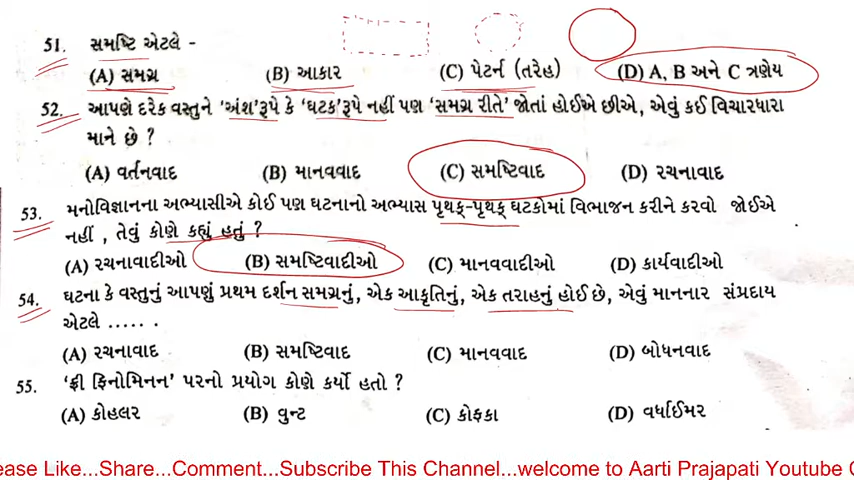 51. સમષ્ટિ એટલે -
(A) સમગ્ર (B) આકાર (C) પેટર્ન (તરેહ) (D) A, B અને C ત્રણેય
52. આપણે દરેક વસ્તુને 'અંશ'રૂપે કે 'ઘટક'રૂપે નહીં પણ 'સમગ્ર રીતે' જોતાં હોઈએ છીએ, એવું કઈ વિચારધારા
માને છે ?
(A) વર્તનવાદ (B) માનવવાદ (C) સમષ્ટિવાદ (D) રચનાવાદ
53. મનોવિજ્ઞાનના અભ્યાસીએ કોઈ પણ ઘટનાનો અભ્યાસ પૃથક્-પૃથક્ ઘટકોમાં વિભાજન કરીને કરવો જોઈએ
નહીં , તેવું કોણે કહ્યું હતું ?
(A) રચનાવાદીઓ (B) સમષ્ટિવાદીઓ (C) માનવવાદીઓ (D) કાર્યવાદીઓ
54. ઘટના કે વસ્તુનું આપણું પ્રથમ દર્શન સમગ્રનું, એક આકૃતિનું, એક તરાહનું હોઈ છે, એવું માનનાર સંપ્રદાય
એટલે ...... .
(A) રચનાવાદ (B) સમષ્ટિવાદ (C) માનવવાદ (D) બોધનવાદ
55. 'ફ્રી ફિનોમિનન' પરનો પ્રયોગ કોણે કર્યો હતો ?
(A) કોહલર (B) વુન્ટ (C) કોફકા (D) વર્ધાઈમર
ease Like...Share...Comment...Subscribe This Channel...welcome to Aarti Prajapati Youtube C